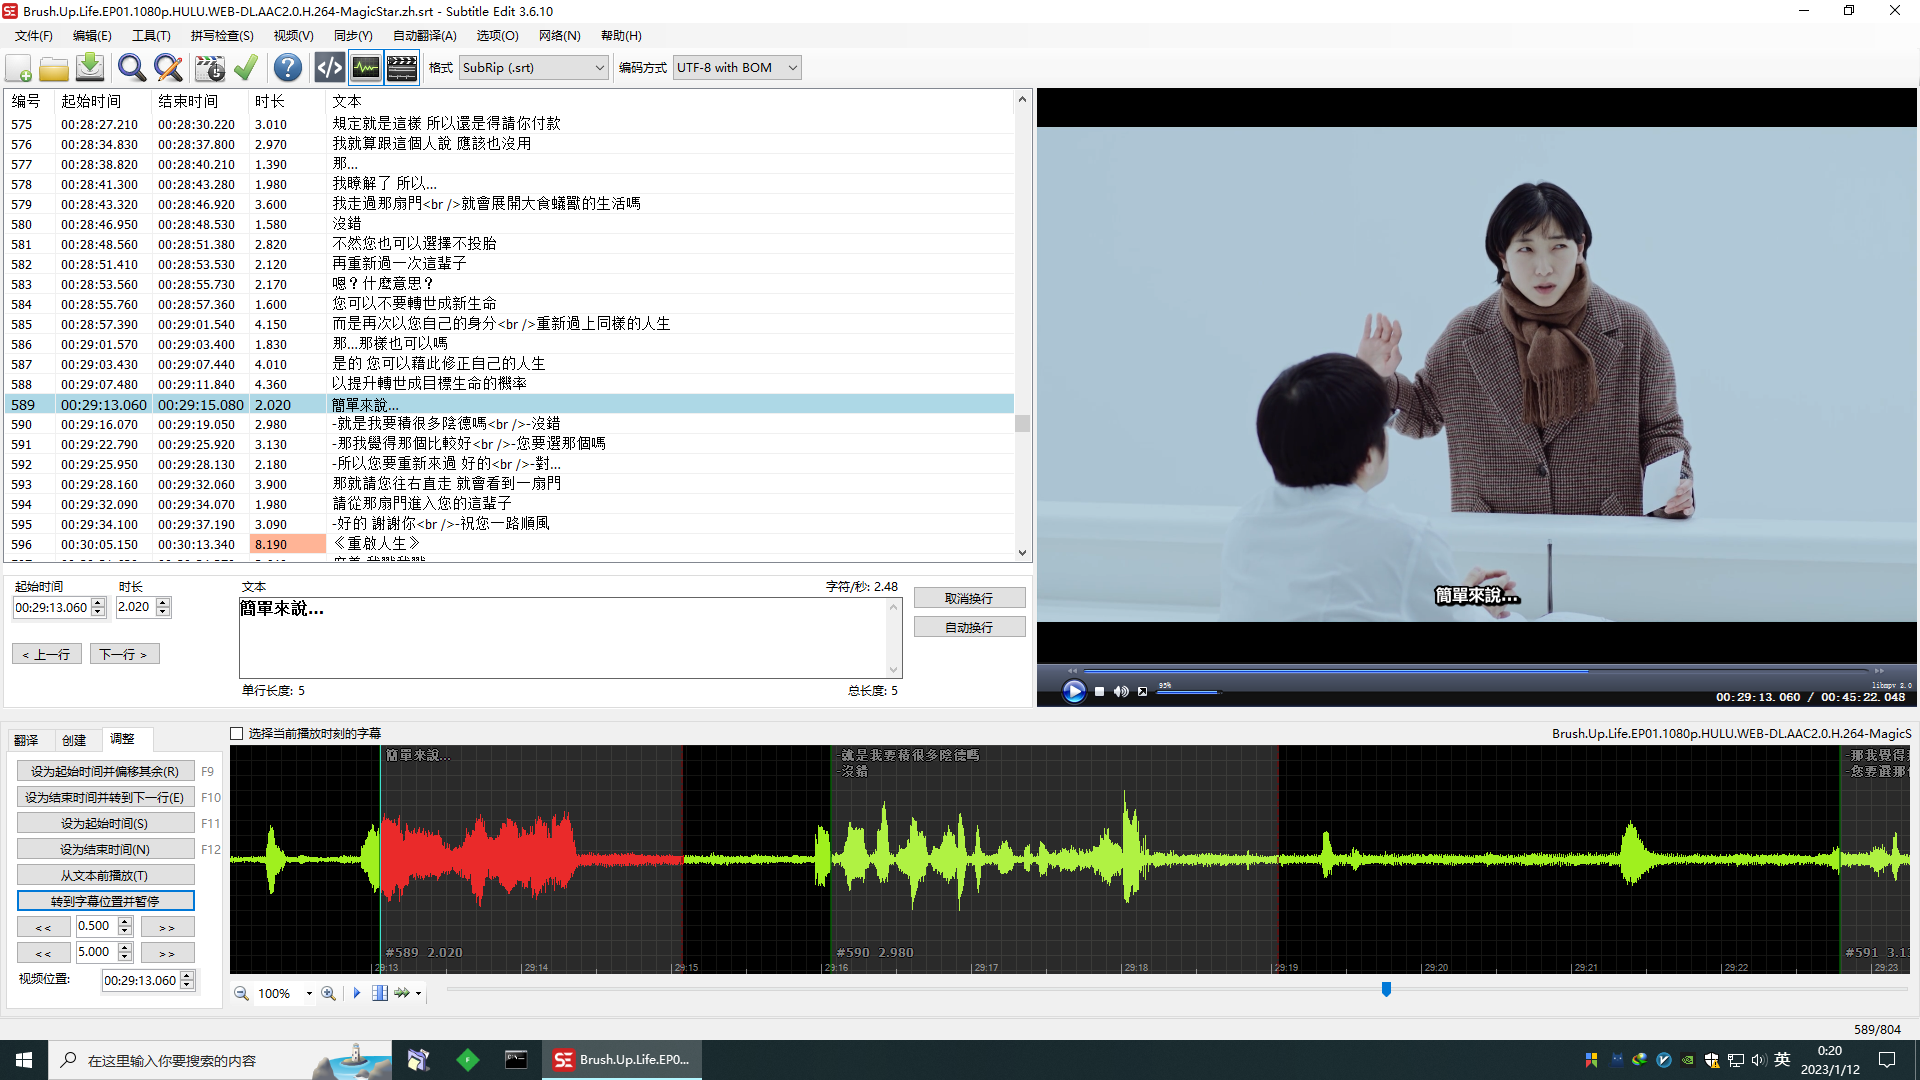 Brush.Up.Life.EP01.1080p.HULU.WEB-DL.AAC2.0.H.264-MagicStar.zh.srt - Subtitle Edit 3.6.10
文件(F) 编辑(E) 工具(T) 拼写检查(S) 视频(V) 同步(Y) 自动翻译(A) 选项(O) 网络(N) 帮助(H)
格式 SubRip (.srt) 编码方式 UTF-8 with BOM
编号 起始时间 结束时间 时长 文本
575 00:28:27.210 00:28:30.220 3.010 規定就是這樣 所以還是得請你付款
576 00:28:34.830 00:28:37.800 2.970 我就算跟這個人說 應該也沒用
577 00:28:38.820 00:28:40.210 1.390 那...
578 00:28:41.300 00:28:43.280 1.980 我瞭解了 所以...
579 00:28:43.320 00:28:46.920 3.600 我走過那扇門<br />就會展開大食蟻獸的生活嗎
580 00:28:46.950 00:28:48.530 1.580 沒錯
581 00:28:48.560 00:28:51.380 2.820 不然您也可以選擇不投胎
582 00:28:51.410 00:28:53.530 2.120 再重新過一次這輩子
583 00:28:53.560 00:28:55.730 2.170 嗯？什麼意思？
584 00:28:55.760 00:28:57.360 1.600 您可以不要轉世成新生命
585 00:28:57.390 00:29:01.540 4.150 而是再次以您自己的身分<br />重新過上同樣的人生
586 00:29:01.570 00:29:03.400 1.830 那...那樣也可以嗎
587 00:29:03.430 00:29:07.440 4.010 是的 您可以藉此修正自己的人生
588 00:29:07.480 00:29:11.840 4.360 以提升轉世成目標生命的機率
589 00:29:13.060 00:29:15.080 2.020 簡單來說...
590 00:29:16.070 00:29:19.050 2.980 -就是我要積很多陰德嗎<br />-沒錯
591 00:29:22.790 00:29:25.920 3.130 -那我覺得那個比較好<br />-您要選那個嗎
592 00:29:25.950 00:29:28.130 2.180 -所以您要重新來過 好的<br />-對...
593 00:29:28.160 00:29:32.060 3.900 那就請您往右直走 就會看到一扇門
594 00:29:32.090 00:29:34.070 1.980 請從那扇門進入您的這輩子
595 00:29:34.100 00:29:37.190 3.090 -好的 謝謝你<br />-祝您一路順風
596 00:30:05.150 00:30:13.340 8.190 《重啟人生》
起始时间 时长 文本 字符/秒: 2.48
00:29:13.060 2.020 簡單來說...
取消换行
自动换行
< 上一行 下一行 >
单行长度: 5 总长度: 5
簡單來說...
95%
libmpv 2.0
00:29:13.060 / 00:45:22.048
翻译 创建 调整
选择当前播放时刻的字幕 Brush.Up.Life.EP01.1080p.HULU.WEB-DL.AAC2.0.H.264-MagicS
设为起始时间并偏移其余(R) F9
设为结束时间并转到下一行(E) F10
设为起始时间(S) F11
设为结束时间(N) F12
从文本前播放(T)
转到字幕位置并暂停
<< 0.500 >>
<< 5.000 >>
视频位置: 00:29:13.060
簡單來說...
-就是我要積很多陰德嗎
-沒錯
-那我覺得
-您要選那
#589 2.020 #590 2.980 #591 3.1
29:13 29:14 29:15 29:16 29:17 29:18 29:19 29:20 29:21 29:22 29:23
100%
589/804
在这里输入你要搜索的内容
Brush.Up.Life.EP0...
英
0:20
2023/1/12